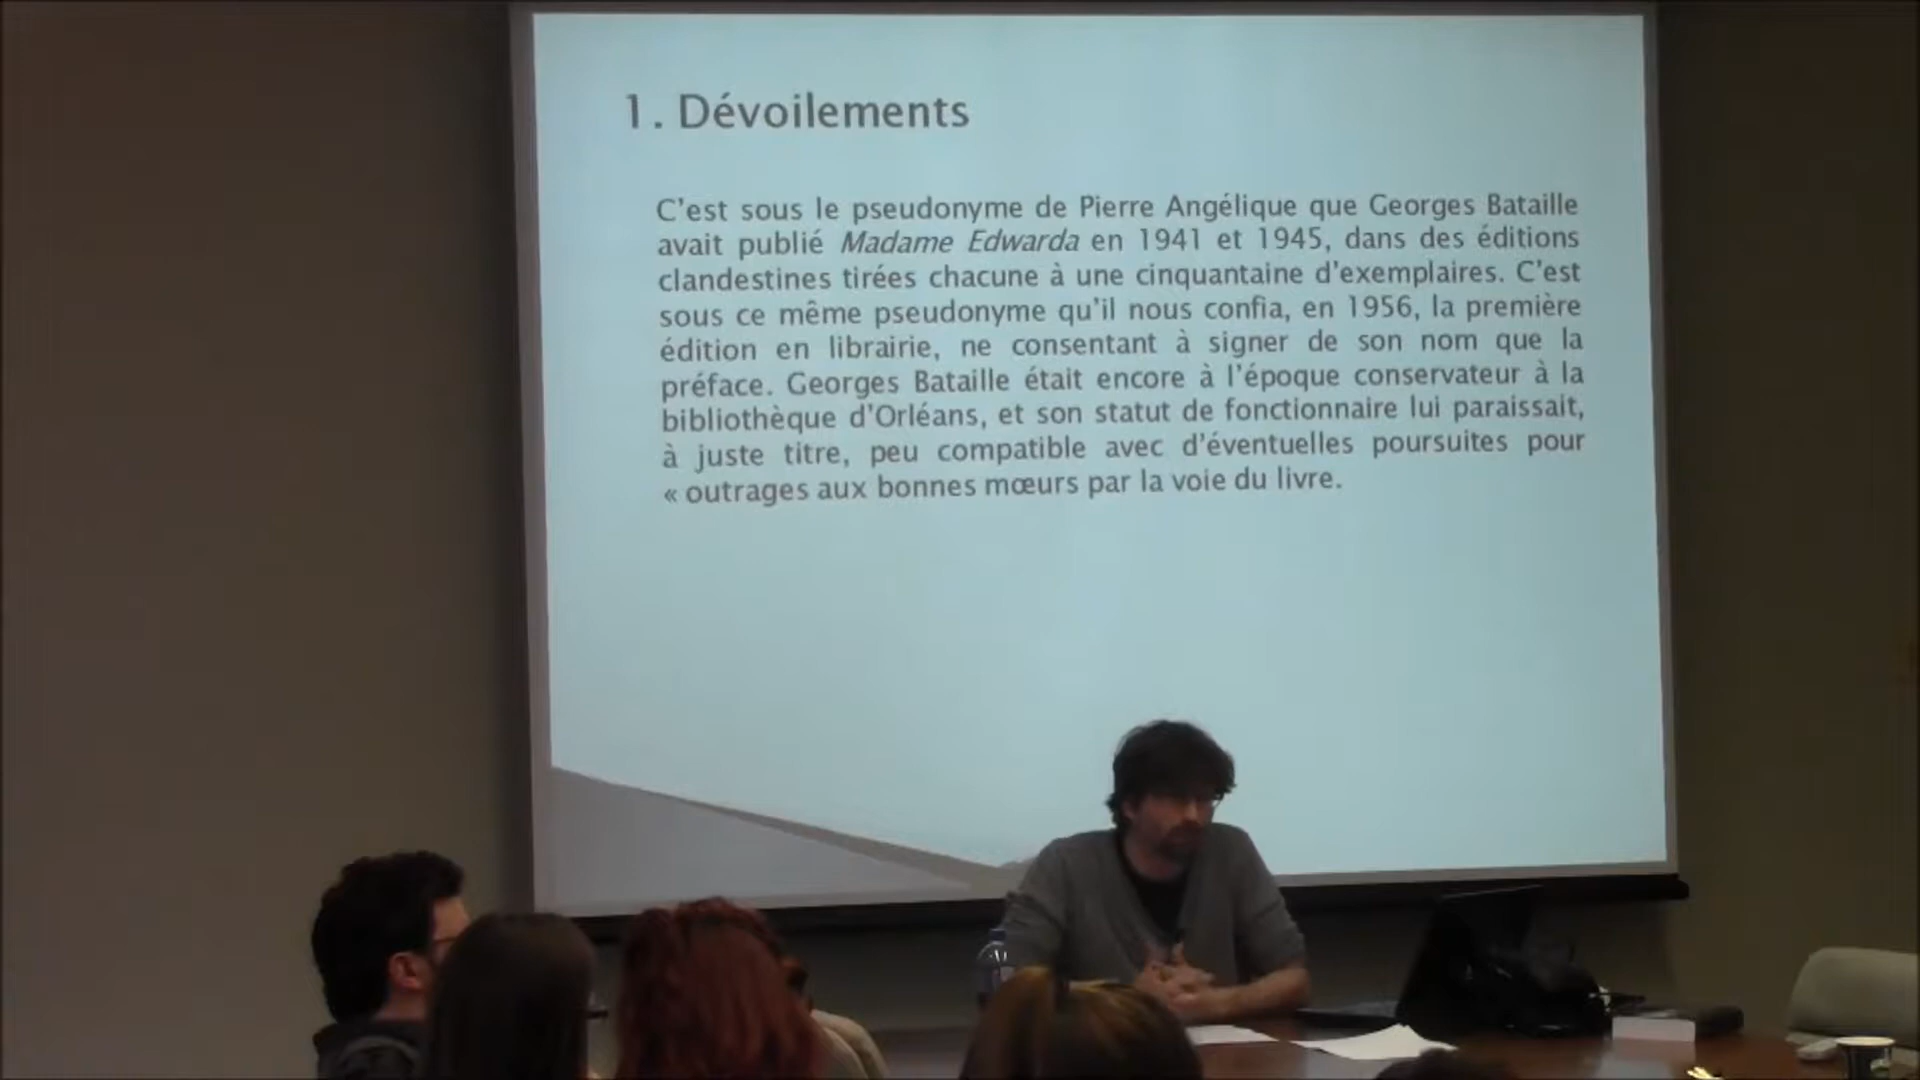 1. Dévoilements
C'est sous le pseudonyme de Pierre Angélique que Georges Bataille
avait publié Madame Edwarda en 1941 et 1945, dans des éditions
clandestines tirées chacune à une cinquantaine d'exemplaires. C'est
sous ce même pseudonyme qu'il nous confia, en 1956, la première
édition en librairie, ne consentant à signer de son nom que la
préface. Georges Bataille était encore à l'époque conservateur à la
bibliothèque d'Orléans, et son statut de fonctionnaire lui paraissait,
à juste titre, peu compatible avec d'éventuelles poursuites pour
« outrages aux bonnes mœurs par la voie du livre.